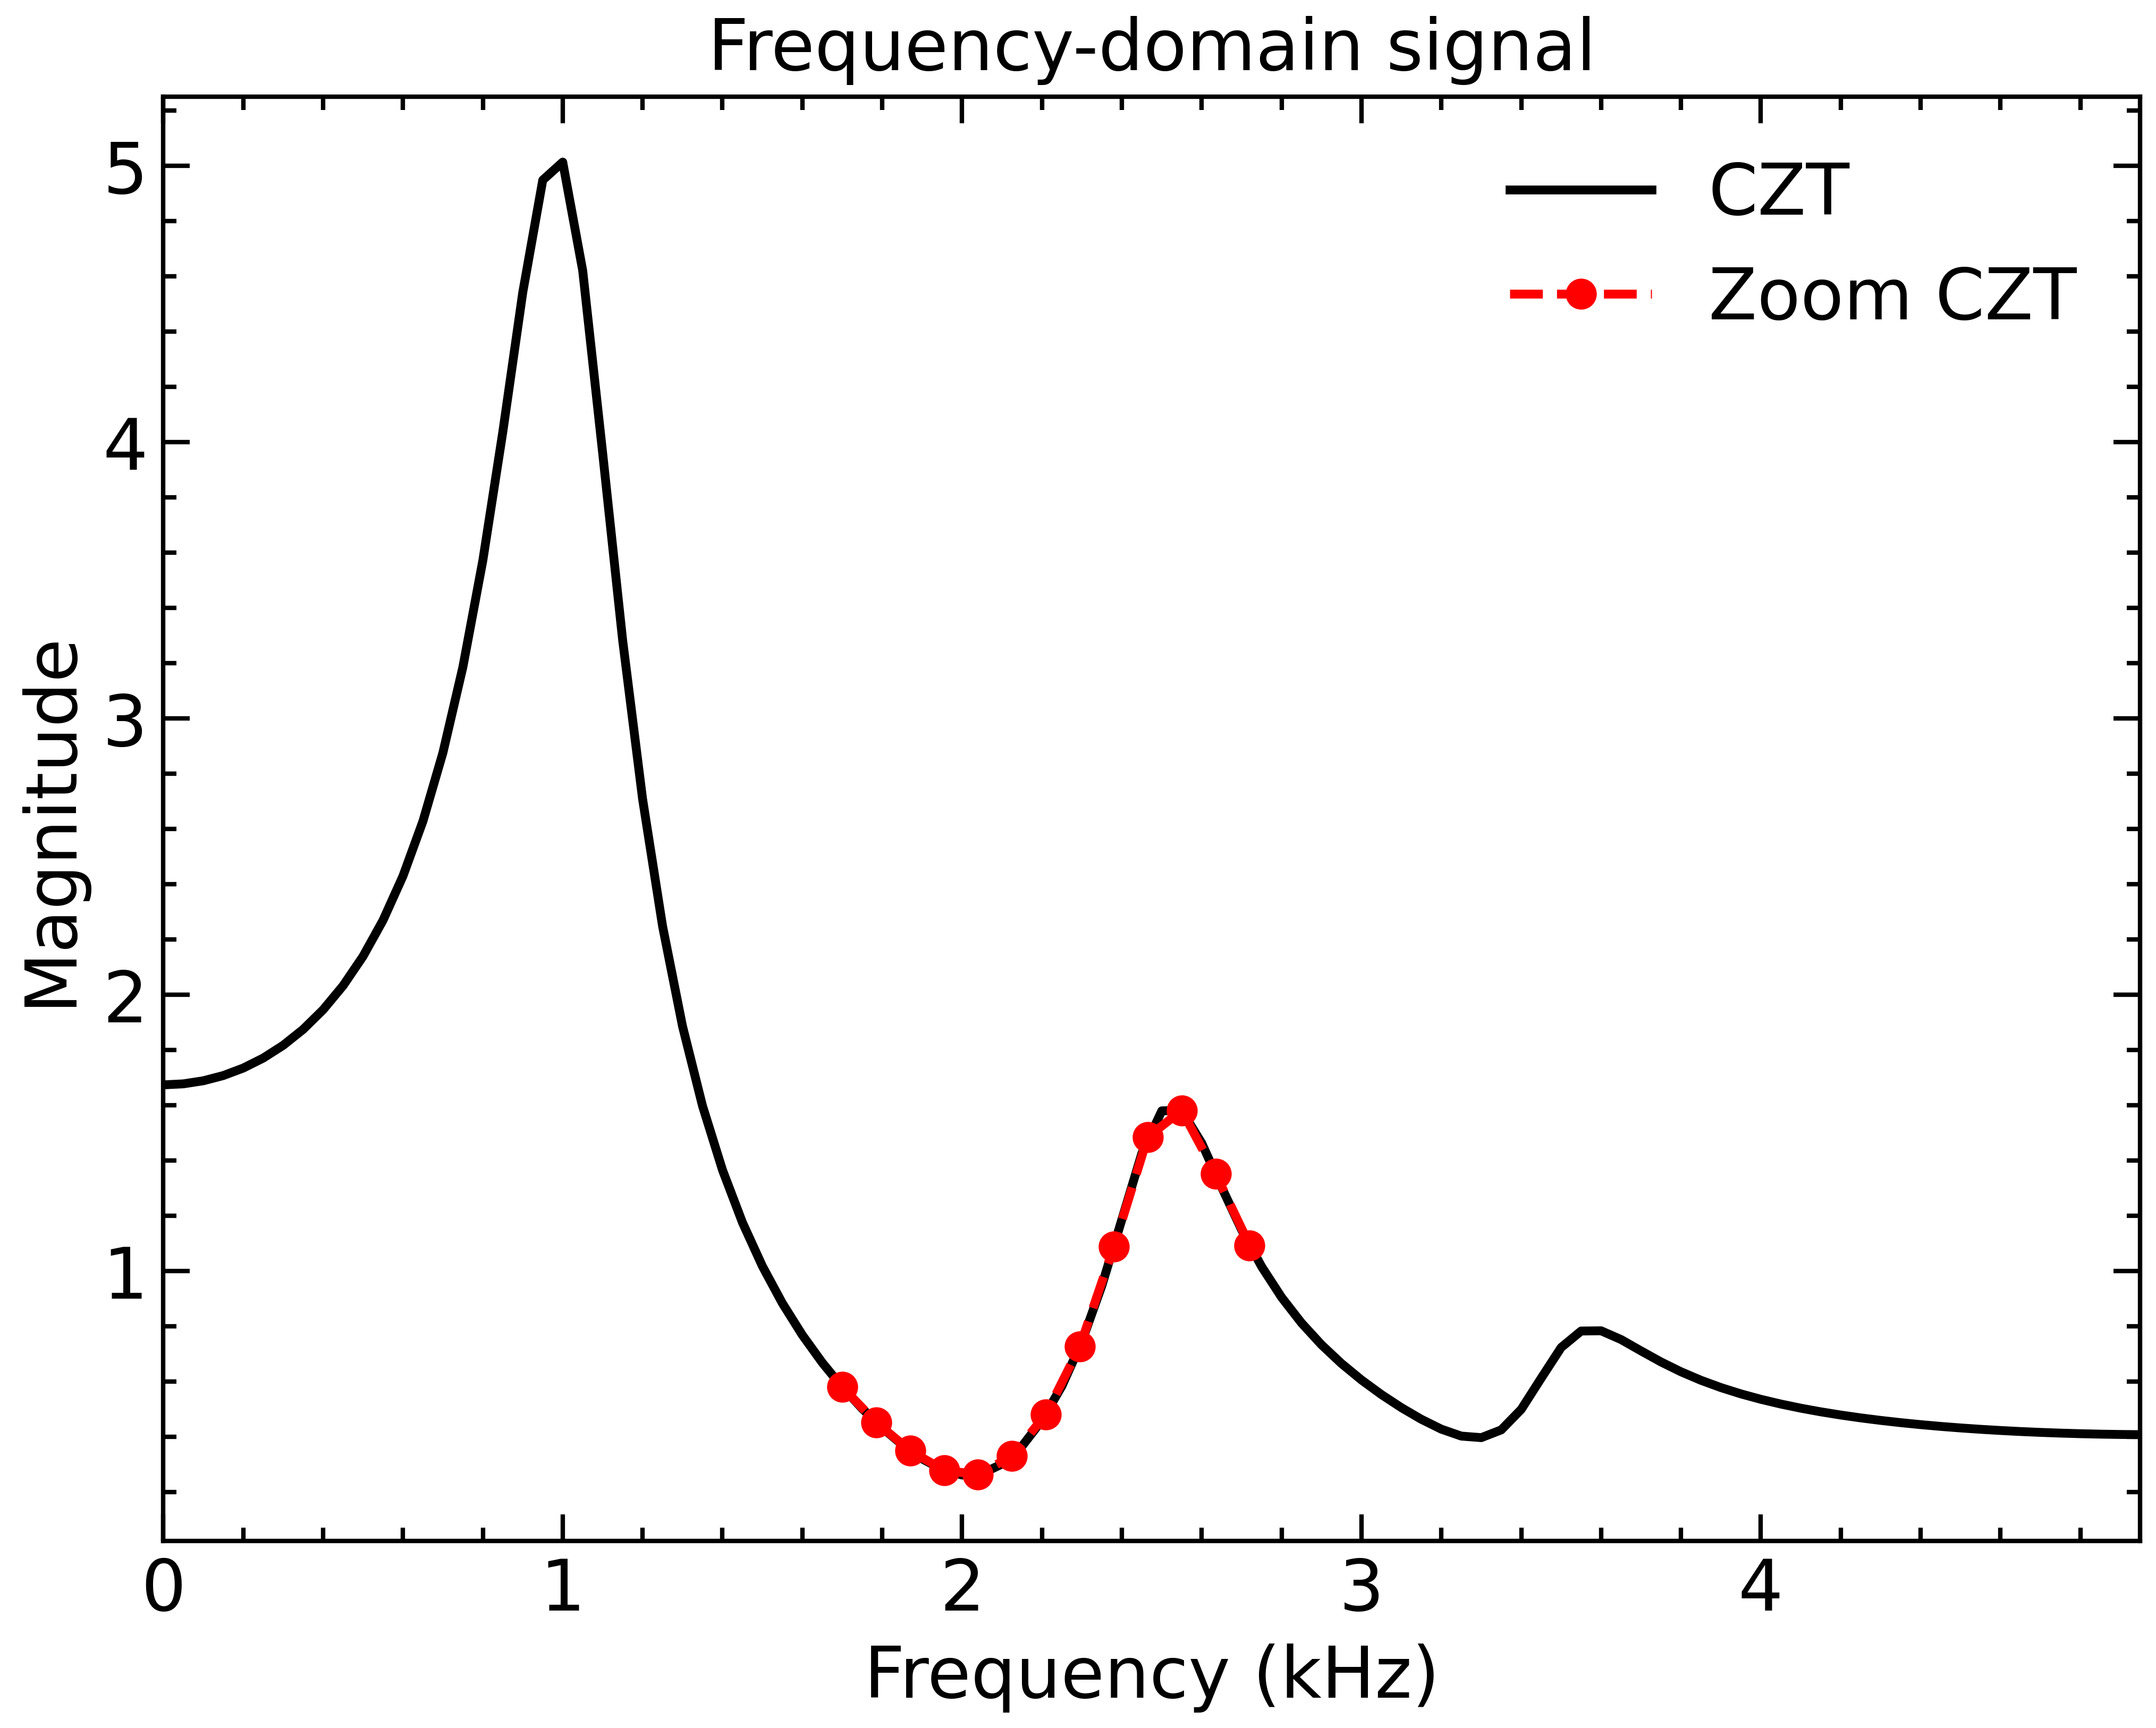 Frequency-domain signal
CZT
Zoom CZT
Magnitude
5
4
3
2
1
0 1 2 3 4
Frequency (kHz)